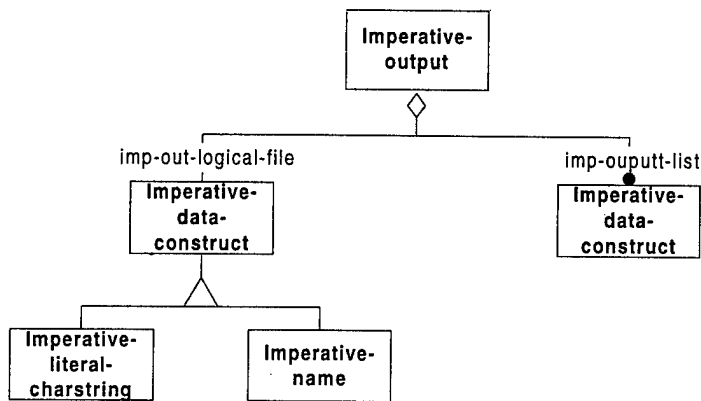 Imperative-
output
imp-out-logical-file
imp-ouputt-list
Imperative-
data-
construct
Imperative-
data-
construct
Imperative-
literal-
charstring
Imperative-
name